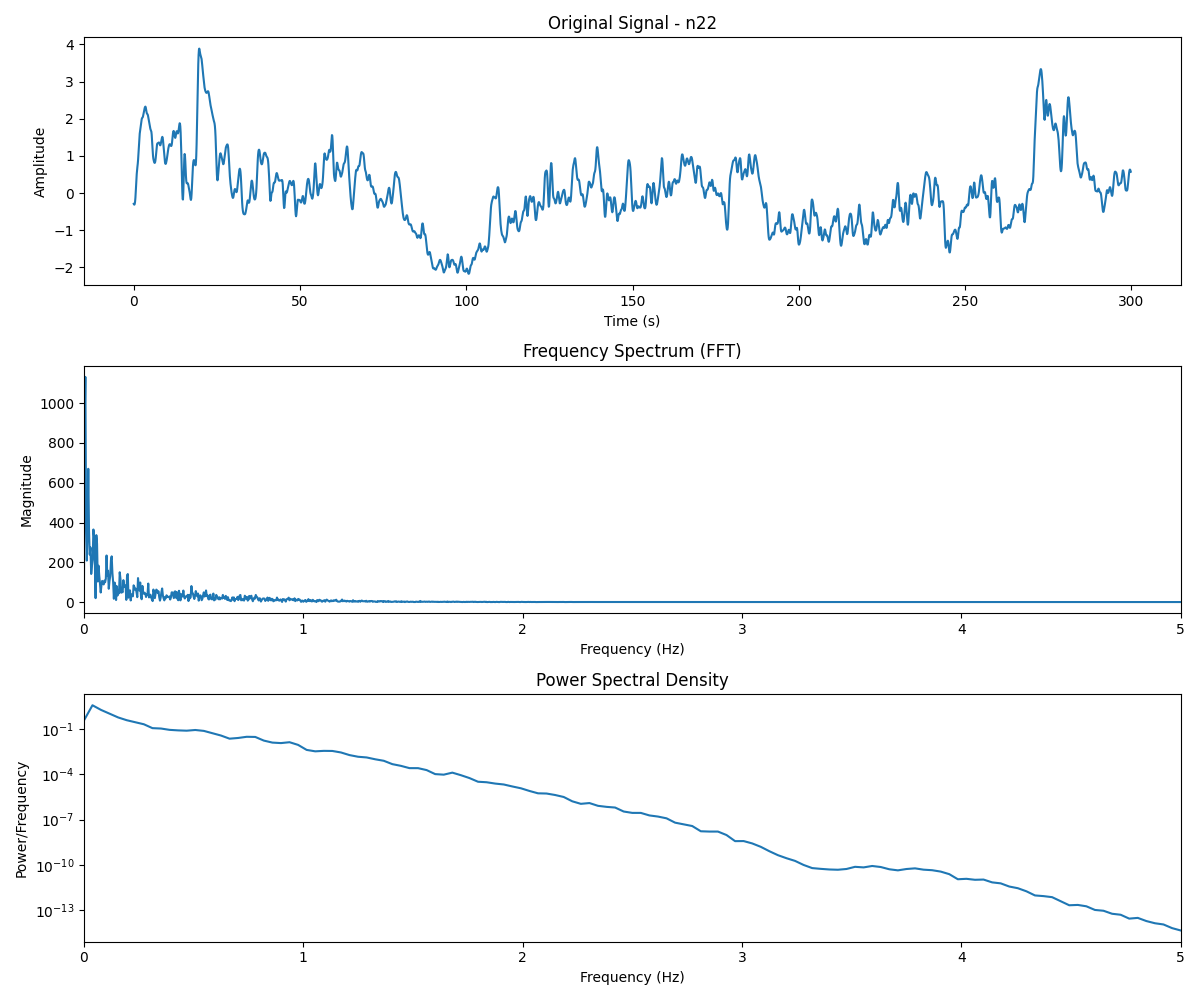 Original Signal - n22
4
3
2
1
0
−1
−2
Amplitude
0 50 100 150 200 250 300
Time (s)
Frequency Spectrum (FFT)
1000
800
600
400
200
0
Magnitude
0 1 2 3 4 5
Frequency (Hz)
Power Spectral Density
10⁻¹
10⁻⁴
10⁻⁷
10⁻¹⁰
10⁻¹³
Power/Frequency
0 1 2 3 4 5
Frequency (Hz)